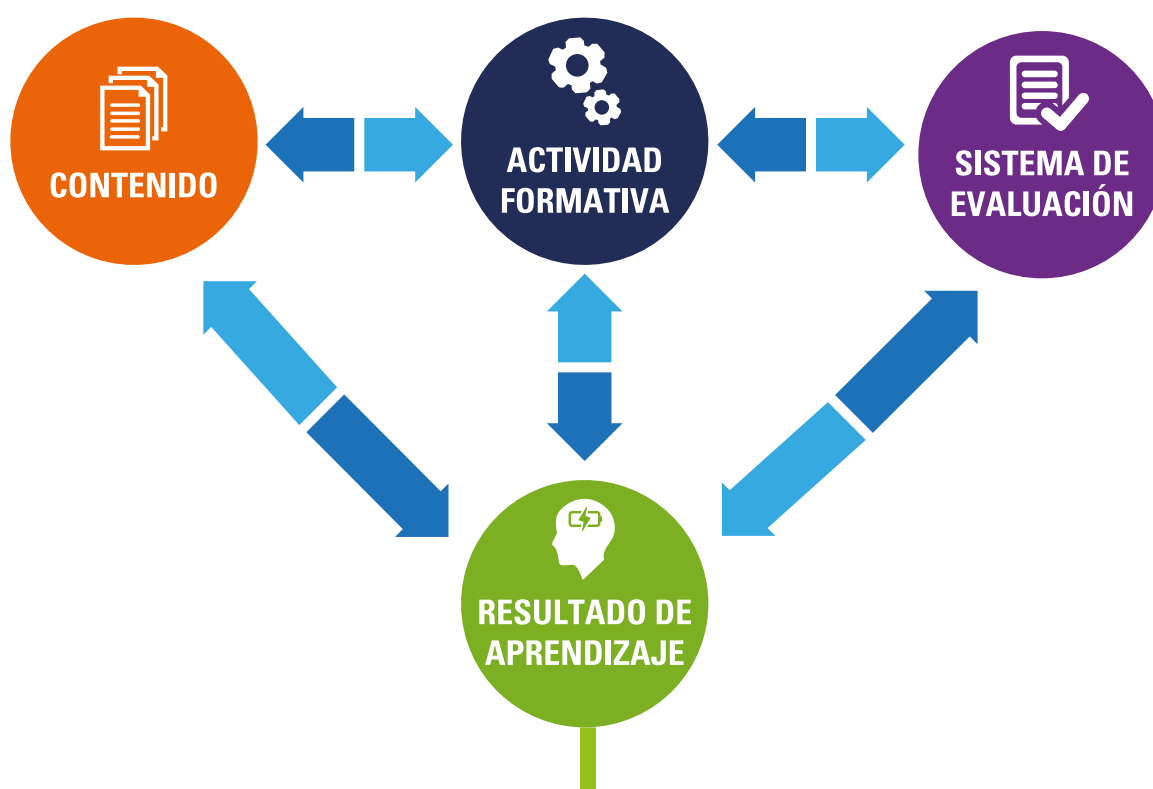 CONTENIDO
ACTIVIDAD
FORMATIVA
SISTEMA DE
EVALUACIÓN
RESULTADO DE
APRENDIZAJE